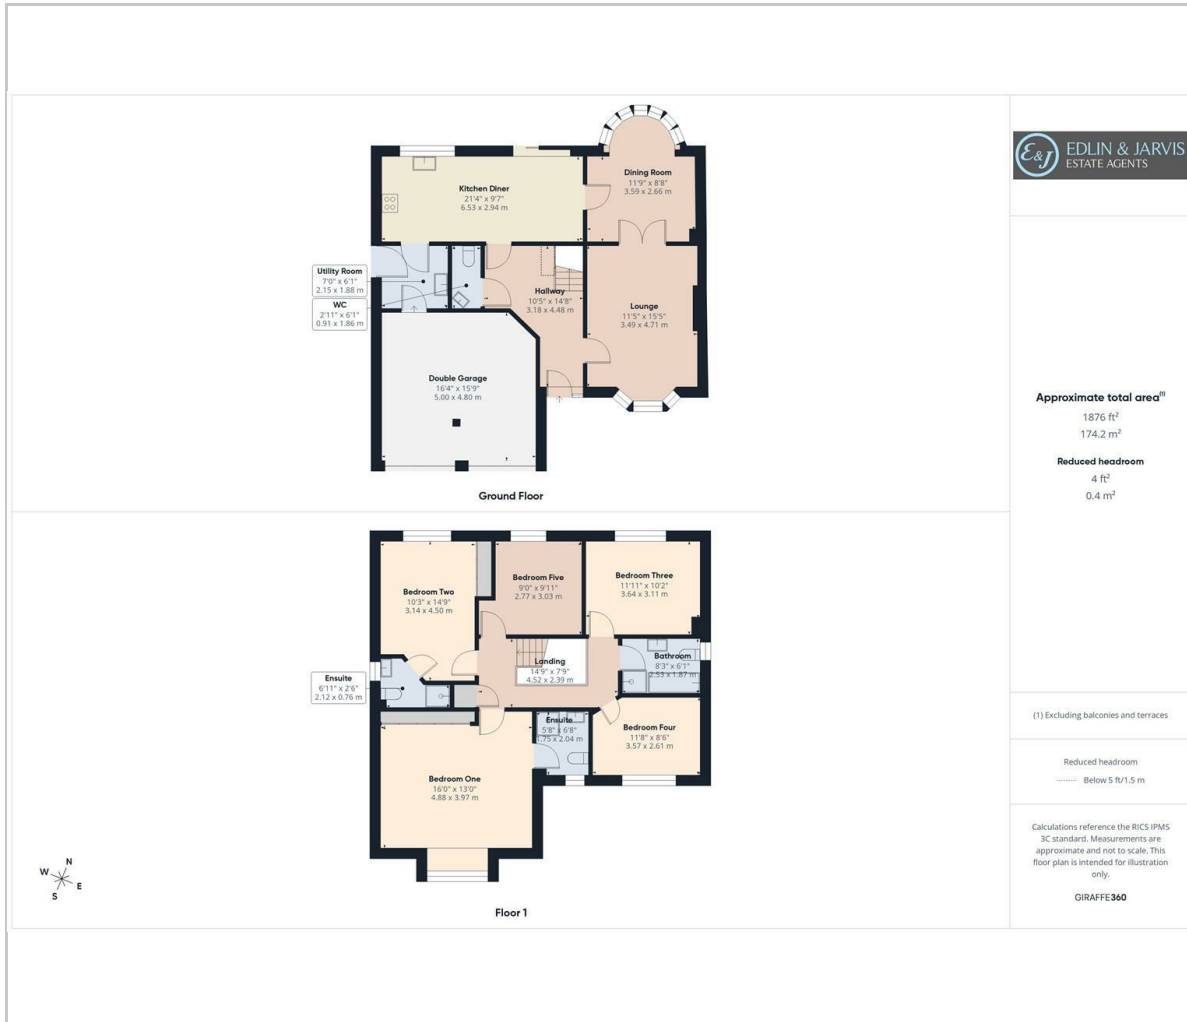 Dining Room
11'9" x 8'8"
3.59 x 2.66 m
Kitchen Diner
21'4" x 9'7"
6.53 x 2.94 m
Utility Room
7'0" x 6'1"
2.15 x 1.88 m
WC
2'11" x 6'1"
0.91 x 1.86 m
Hallway
10'5" x 14'8"
3.18 x 4.48 m
Lounge
11'5" x 15'5"
3.49 x 4.71 m
Double Garage
16'4" x 15'9"
5.00 x 4.80 m
Ground Floor
Bedroom Two
10'3" x 14'9"
3.14 x 4.50 m
Bedroom Five
9'0" x 9'11"
2.77 x 3.03 m
Bedroom Three
11'11" x 10'2"
3.64 x 3.11 m
Landing
14'9" x 7'9"
4.52 x 2.39 m
Bathroom
8'3" x 6'1"
2.53 x 1.87 m
Ensuite
6'11" x 2'6"
2.12 x 0.76 m
Ensuite
5'8" x 6'8"
1.75 x 2.04 m
Bedroom Four
11'8" x 8'6"
3.57 x 2.61 m
Bedroom One
16'0" x 13'0"
4.88 x 3.97 m
Floor 1
N
W
E
S
E&J
EDLIN & JARVIS
ESTATE AGENTS
Approximate total area(1)
1876 ft²
174.2 m²
Reduced headroom
4 ft²
0.4 m²
(1) Excluding balconies and terraces
Reduced headroom
Below 5 ft/1.5 m
Calculations reference the RICS IPMS
3C standard. Measurements are
approximate and not to scale. This
floor plan is intended for illustration
only.
GIRAFFE360